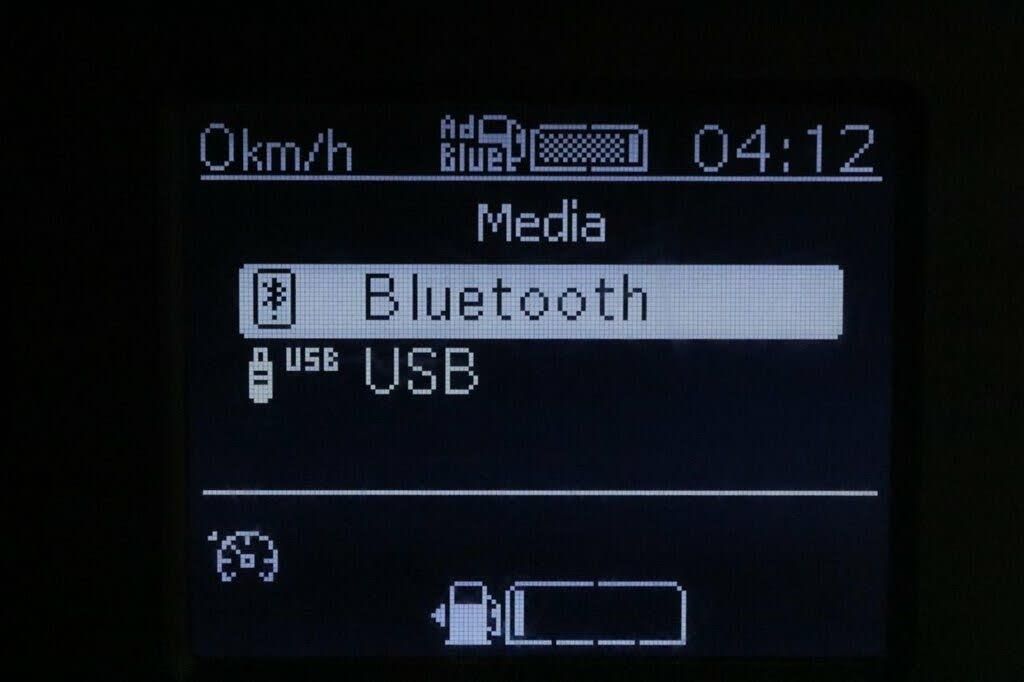 0km/h Ad Blue 04:12
Media
Bluetooth
USB USB